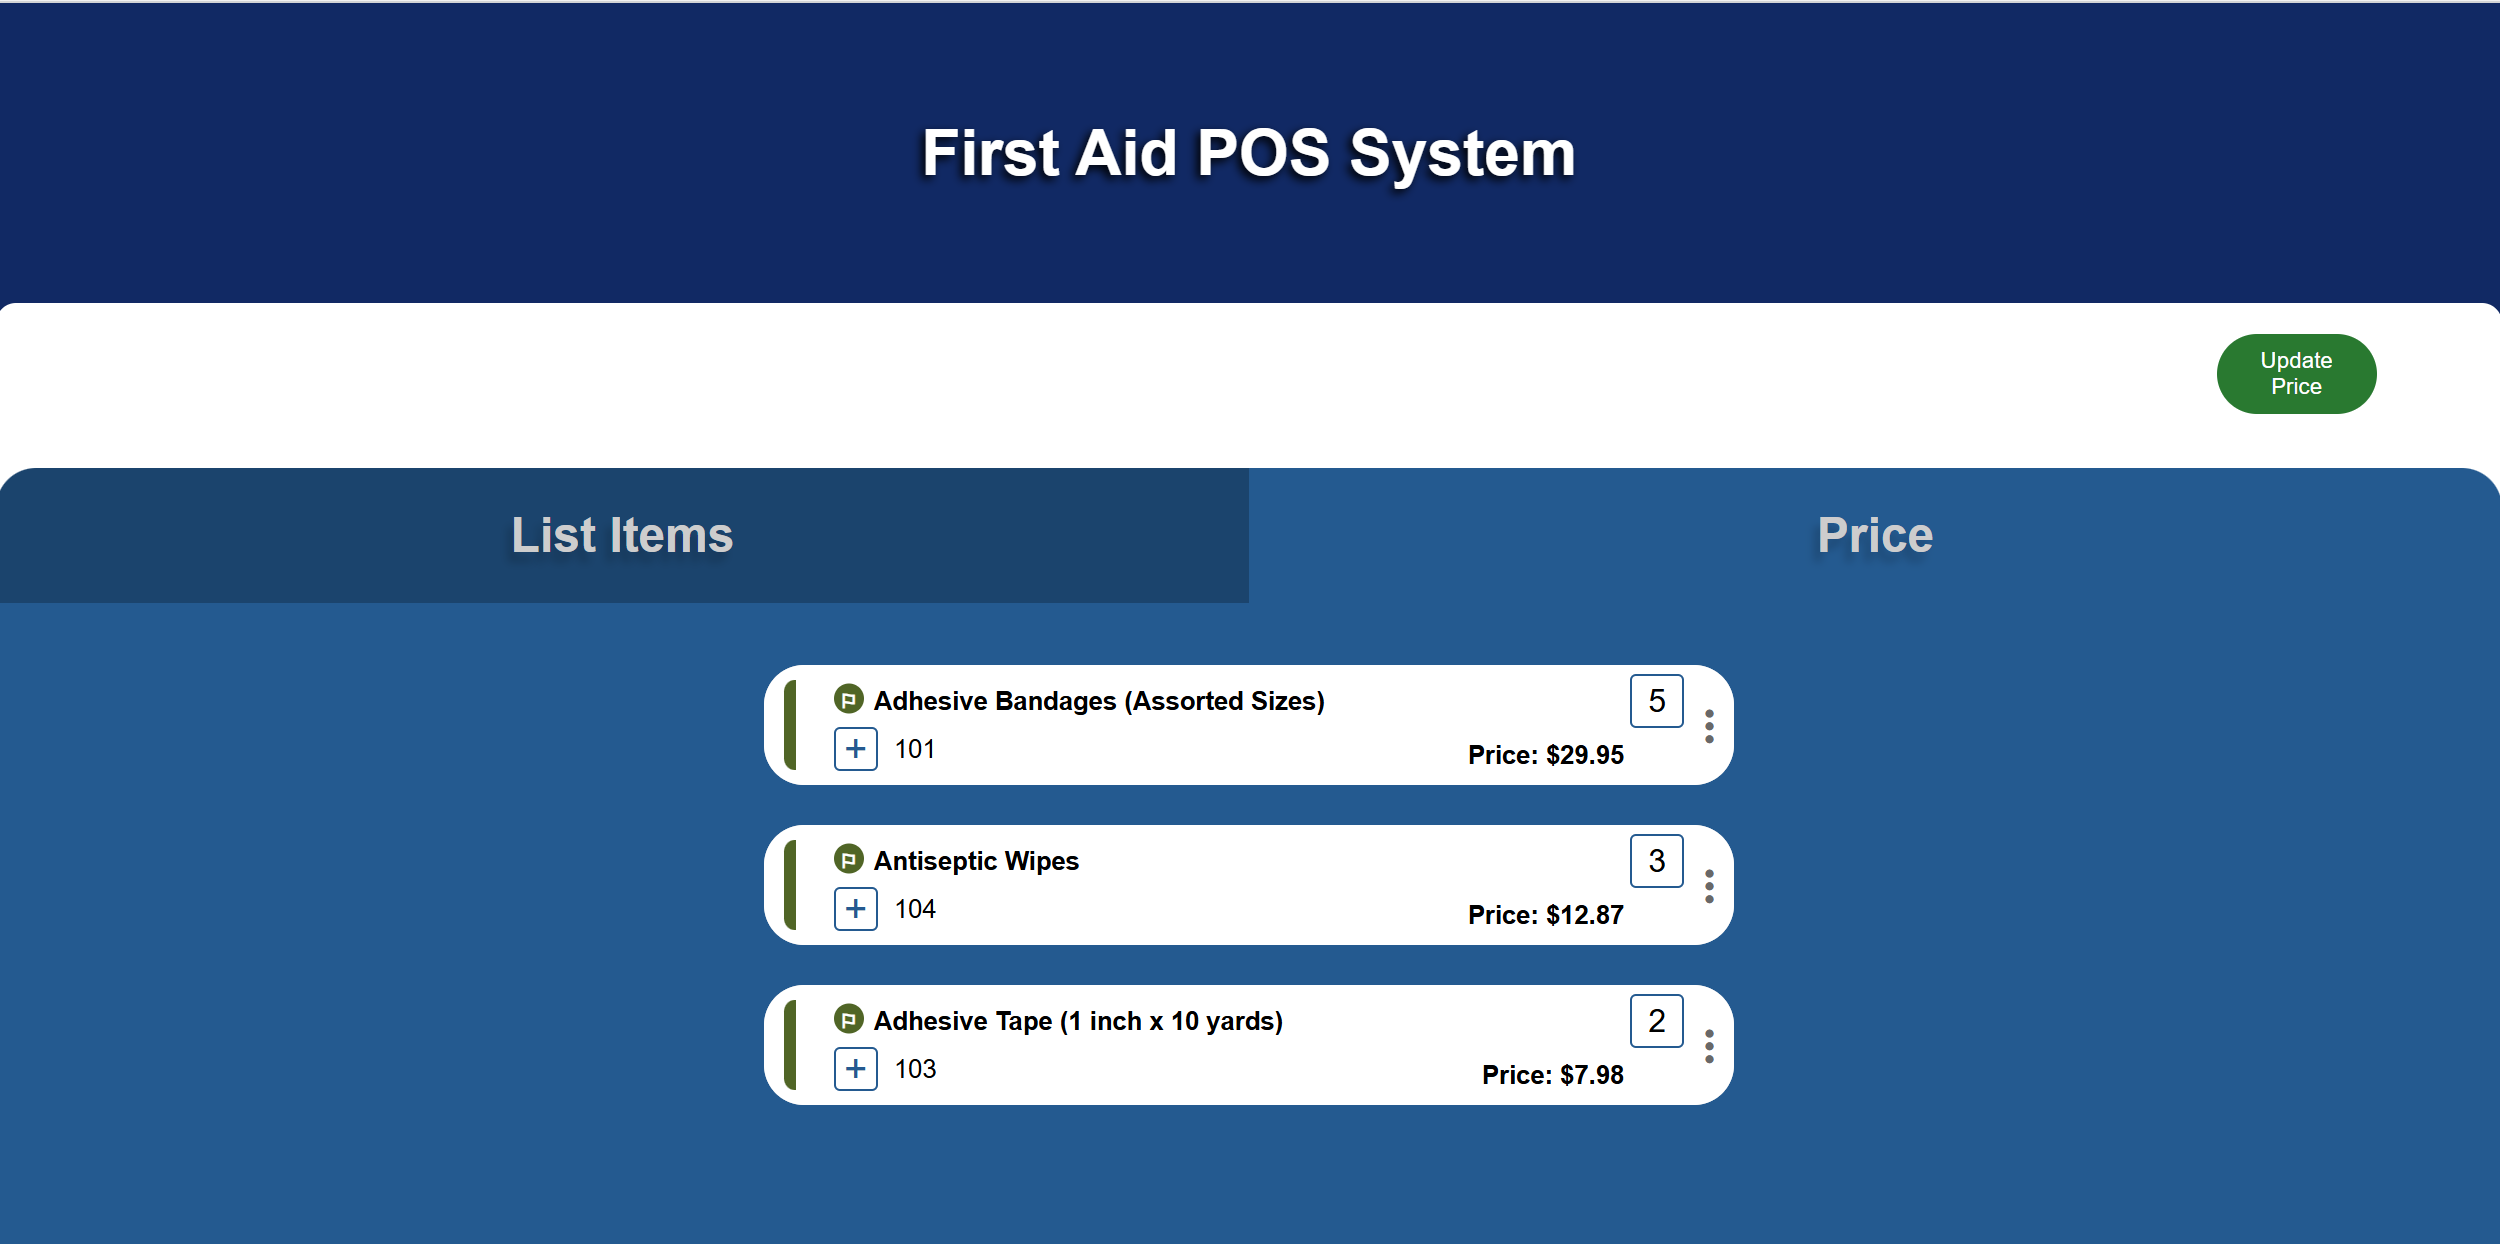 First Aid POS System
Update
Price
List Items
Price
Adhesive Bandages (Assorted Sizes)
5
101
Price: $29.95
Antiseptic Wipes
3
104
Price: $12.87
Adhesive Tape (1 inch x 10 yards)
2
103
Price: $7.98